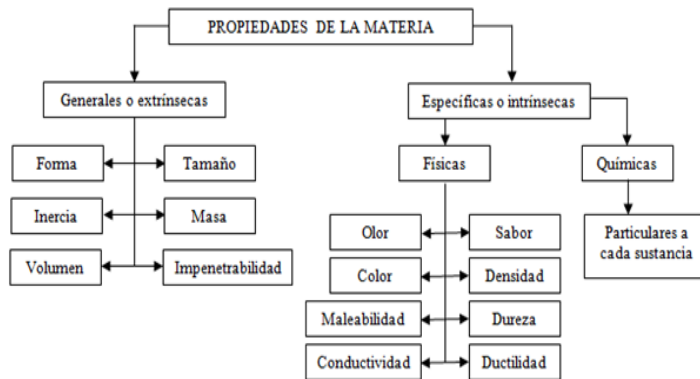 PROPIEDADES DE LA MATERIA
Generales o extrínsecas
Específicas o intrínsecas
Forma
Tamaño
Físicas
Químicas
Inercia
Masa
Olor
Sabor
Particulares a
cada sustancia
Volumen
Impenetrabilidad
Color
Densidad
Maleabilidad
Dureza
Conductividad
Ductilidad